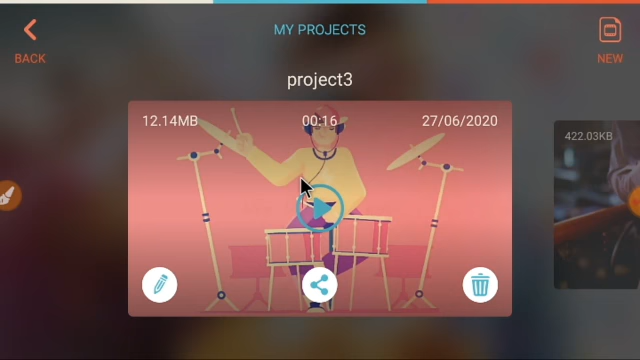 MY PROJECTS
BACK
NEW
project3
12.14MB
00:16
27/06/2020
422.03KB